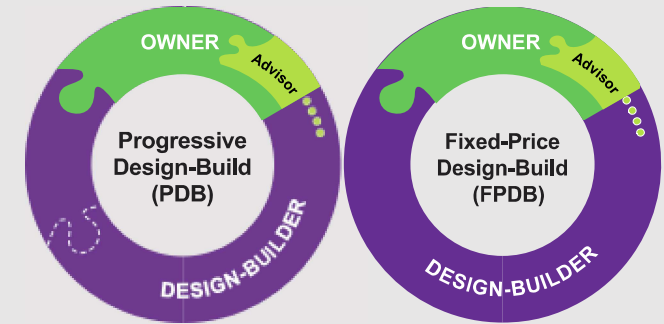 OWNER
Advisor
Progressive
Design-Build
(PDB)
DESIGN-BUILDER
OWNER
Advisor
Fixed-Price
Design-Build
(FPDB)
DESIGN-BUILDER